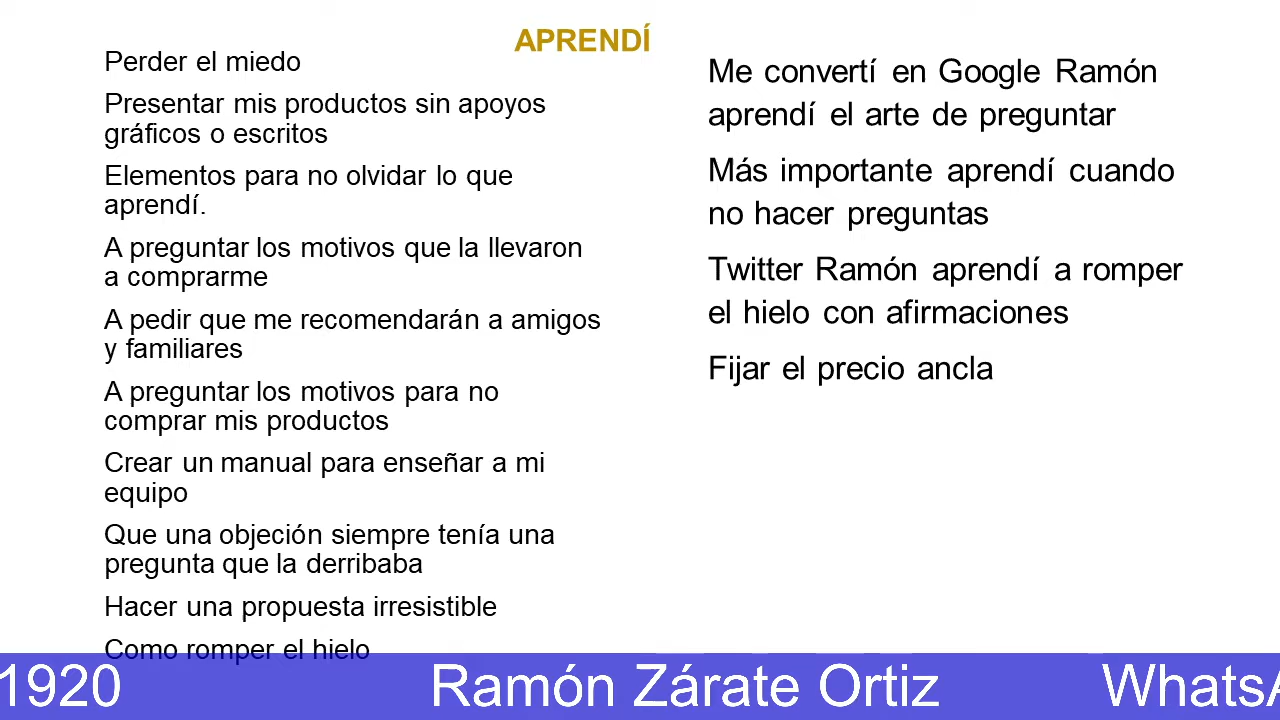 APRENDÍ
Perder el miedo
Presentar mis productos sin apoyos
gráficos o escritos
Elementos para no olvidar lo que
aprendí.
A preguntar los motivos que la llevaron
a comprarme
A pedir que me recomendarán a amigos
y familiares
A preguntar los motivos para no
comprar mis productos
Crear un manual para enseñar a mi
equipo
Que una objeción siempre tenía una
pregunta que la derribaba
Hacer una propuesta irresistible
Como romper el hielo
Me convertí en Google Ramón
aprendí el arte de preguntar
Más importante aprendí cuando
no hacer preguntas
Twitter Ramón aprendí a romper
el hielo con afirmaciones
Fijar el precio ancla
1920 Ramón Zárate Ortiz WhatsA